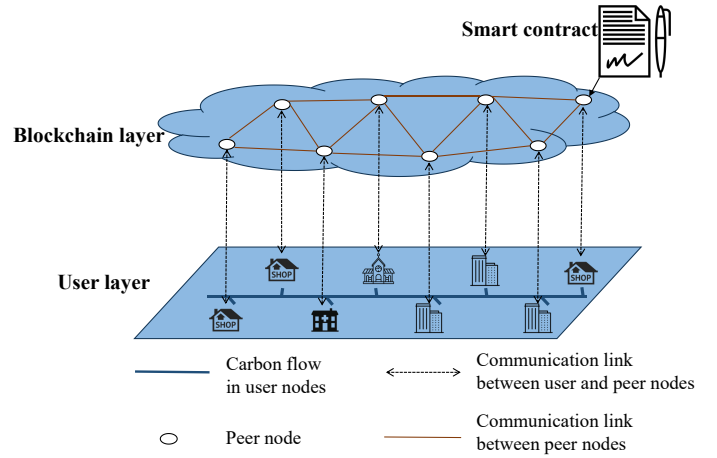 Smart contract
Blockchain layer
User layer
SHOP
SHOP
SHOP
Carbon flow
in user nodes
Communication link
between user and peer nodes
Peer node
Communication link
between peer nodes